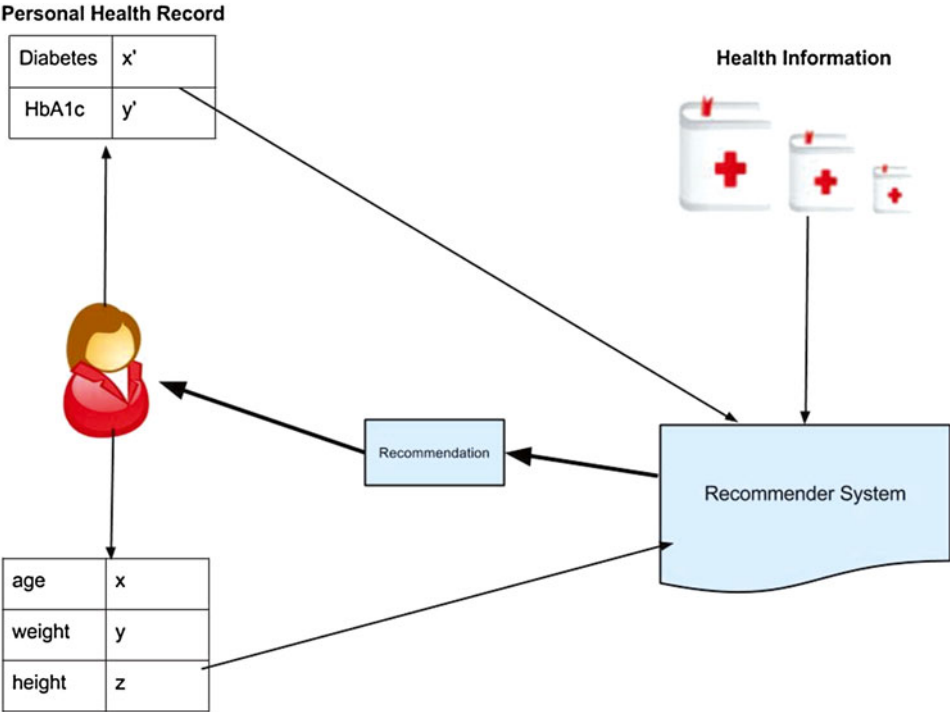 Personal Health Record
Diabetes x'
HbA1c y'
Health Information
Recommendation
Recommender System
age x
weight y
height z